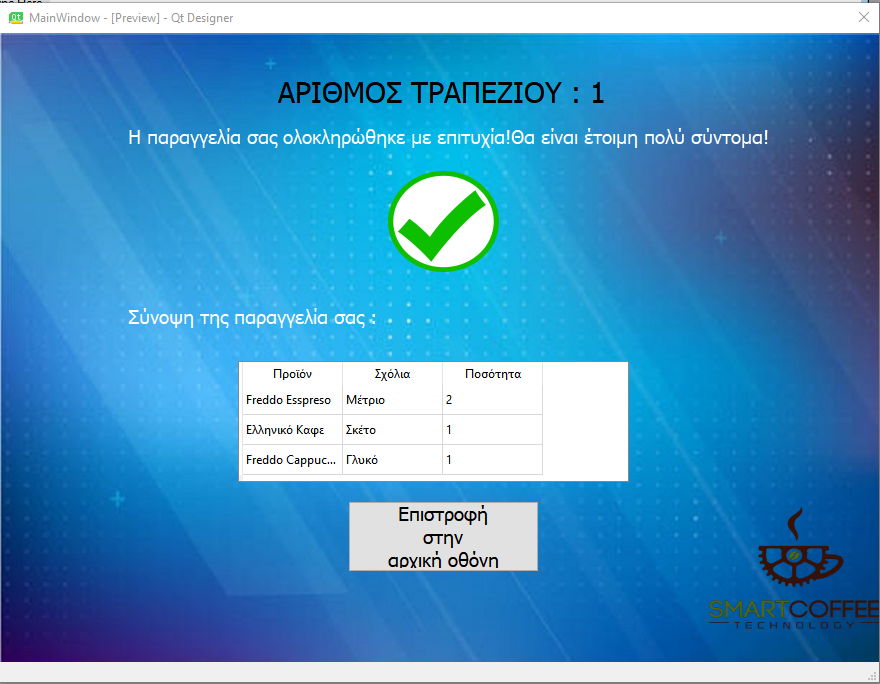 MainWindow - [Preview] - Qt Designer
ΑΡΙΘΜΟΣ ΤΡΑΠΕΖΙΟΥ : 1
Η παραγγελία σας ολοκληρώθηκε με επιτυχία!Θα είναι έτοιμη πολύ σύντομα!
Σύνοψη της παραγγελία σας :
Προϊόν Σχόλια Ποσότητα
Freddo Esspreso Μέτριο 2
Ελληνικό Καφε Σκέτο 1
Freddo Cappuc... Γλυκό 1
Επιστροφή
στην
αρχική οθόνη
SMARTCOFFEE
TECHNOLOGY